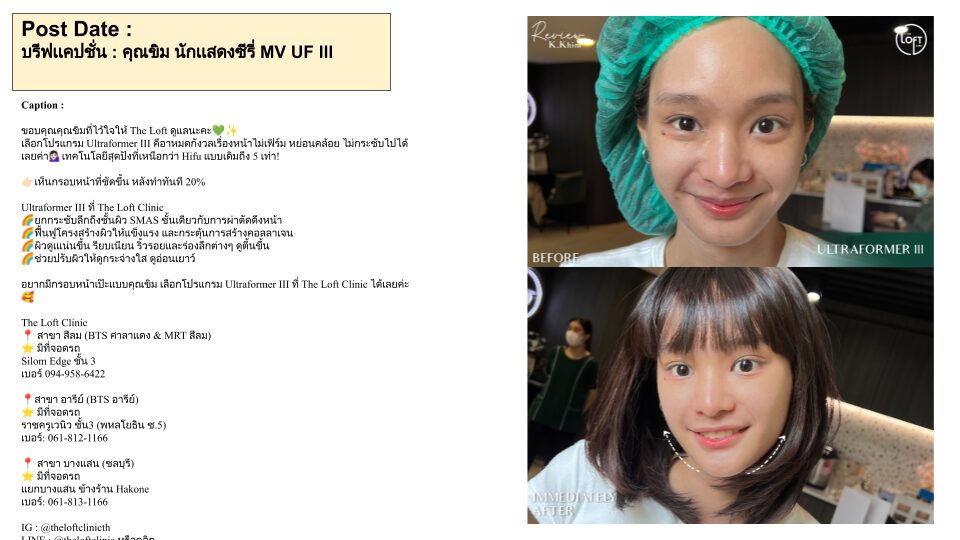 Post Date :
บรีฟแคปชั่น : คุณขิม นักแสดงซีรี่ MV UF III
Caption :
ขอบคุณคุณขิมที่ไว้ใจให้ The Loft ดูแลนะคะ💚✨
เลือกโปรแกรม Ultraformer III คือาหมดกังวลเรื่องหน้าไม่เฟิร์ม หย่อนคล้อย ไม่กระชับไปได้
เลยค่า💁🏻‍♀️เทคโนโลยีสุดปังที่เหนือกว่า Hifu แบบเดิมถึง 5 เท่า!
👉🏻เห็นกรอบหน้าที่ชัดขึ้น หลังทำทันที 20%
Ultraformer III ที่ The Loft Clinic
🌈ยกกระชับลึกถึงชั้นผิว SMAS ชั้นเดียวกับการผ่าตัดดึงหน้า
🌈ฟื้นฟูโครงสร้างผิวให้แข็งแรง และกระตุ้นการสร้างคอลลาเจน
🌈ผิวดูแน่นขึ้น เรียบเนียน ริ้วรอยและร่องลึกต่างๆ ดูตื้นขึ้น
🌈ช่วยปรับผิวให้ดูกระจ่างใส ดูอ่อนเยาว์
อยากมีกรอบหน้าเป๊ะแบบคุณขิม เลือกโปรแกรม Ultraformer III ที่ The Loft Clinic ได้เลยค่ะ
🥰
The Loft Clinic
📍 สาขา สีลม (BTS ศาลาแดง & MRT สีลม)
⭐ มีที่จอดรถ
Silom Edge ชั้น 3
เบอร์ 094-958-6422
📍สาขา อารีย์ (BTS อารีย์)
⭐ มีที่จอดรถ
ราชครูเวนิว ชั้น3 (พหลโยธิน ซ.5)
เบอร์: 061-812-1166
📍 สาขา บางแสน (ชลบุรี)
⭐ มีที่จอดรถ
แยกบางแสน ข้างร้าน Hakone
เบอร์: 061-813-1166
IG : @theloftclinicth
LINE : @theloftclinic หรือคลิก
Review
K.Khim
THE LOFT
BEFORE
ULTRAFORMER III
IMMEDIATELY
AFTER